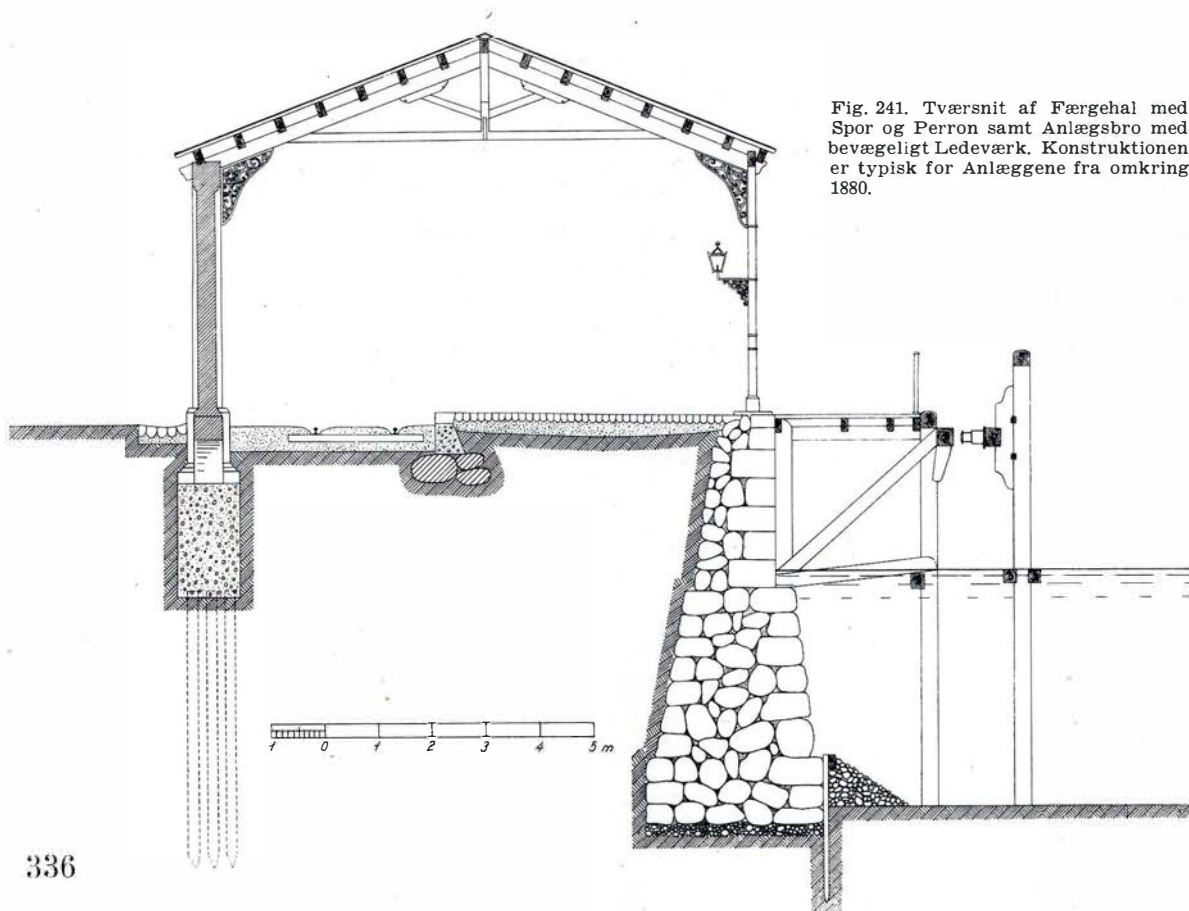 Fig. 241. Tværsnit af Færgehal med
Spor og Perron samt Anlægsbro med
bevægeligt Ledeværk. Konstruktionen
er typisk for Anlæggene fra omkring
1880.
1 0 1 2 3 4 5 m
336